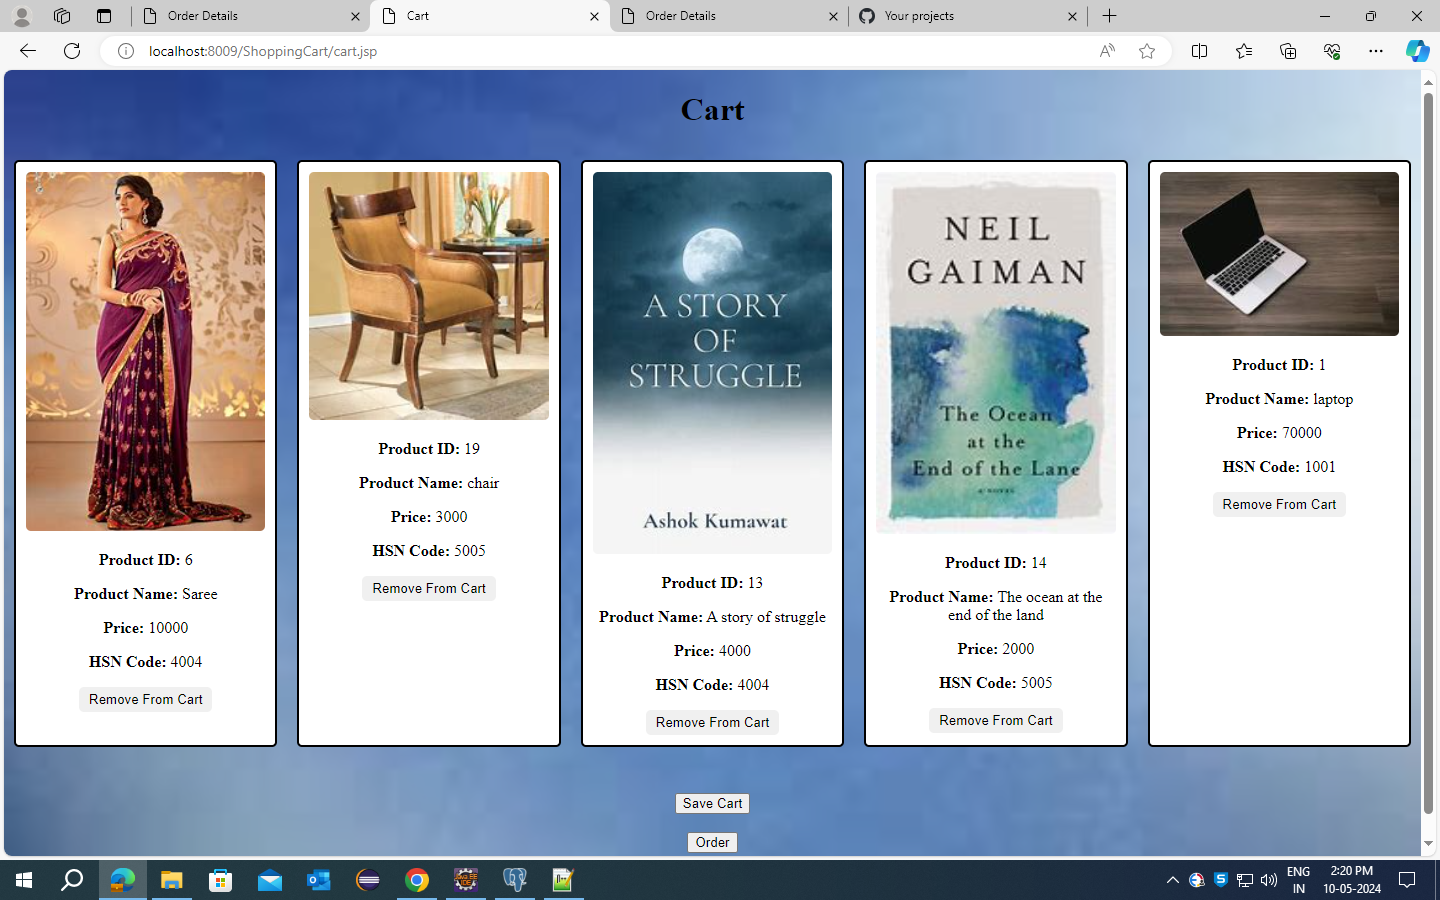 Order Details
Cart
Order Details
Your projects
localhost:8009/ShoppingCart/cart.jsp
Cart
Product ID: 6
Product Name: Saree
Price: 10000
HSN Code: 4004
Remove From Cart
Product ID: 19
Product Name: chair
Price: 3000
HSN Code: 5005
Remove From Cart
A STORY
OF
STRUGGLE
Ashok Kumawat
Product ID: 13
Product Name: A story of struggle
Price: 4000
HSN Code: 4004
Remove From Cart
NEIL
GAIMAN
The Ocean
at the
End of the Lane
A NOVEL
Product ID: 14
Product Name: The ocean at the
end of the land
Price: 2000
HSN Code: 5005
Remove From Cart
Product ID: 1
Product Name: laptop
Price: 70000
HSN Code: 1001
Remove From Cart
Save Cart
Order
ENG
IN
2:20 PM
10-05-2024